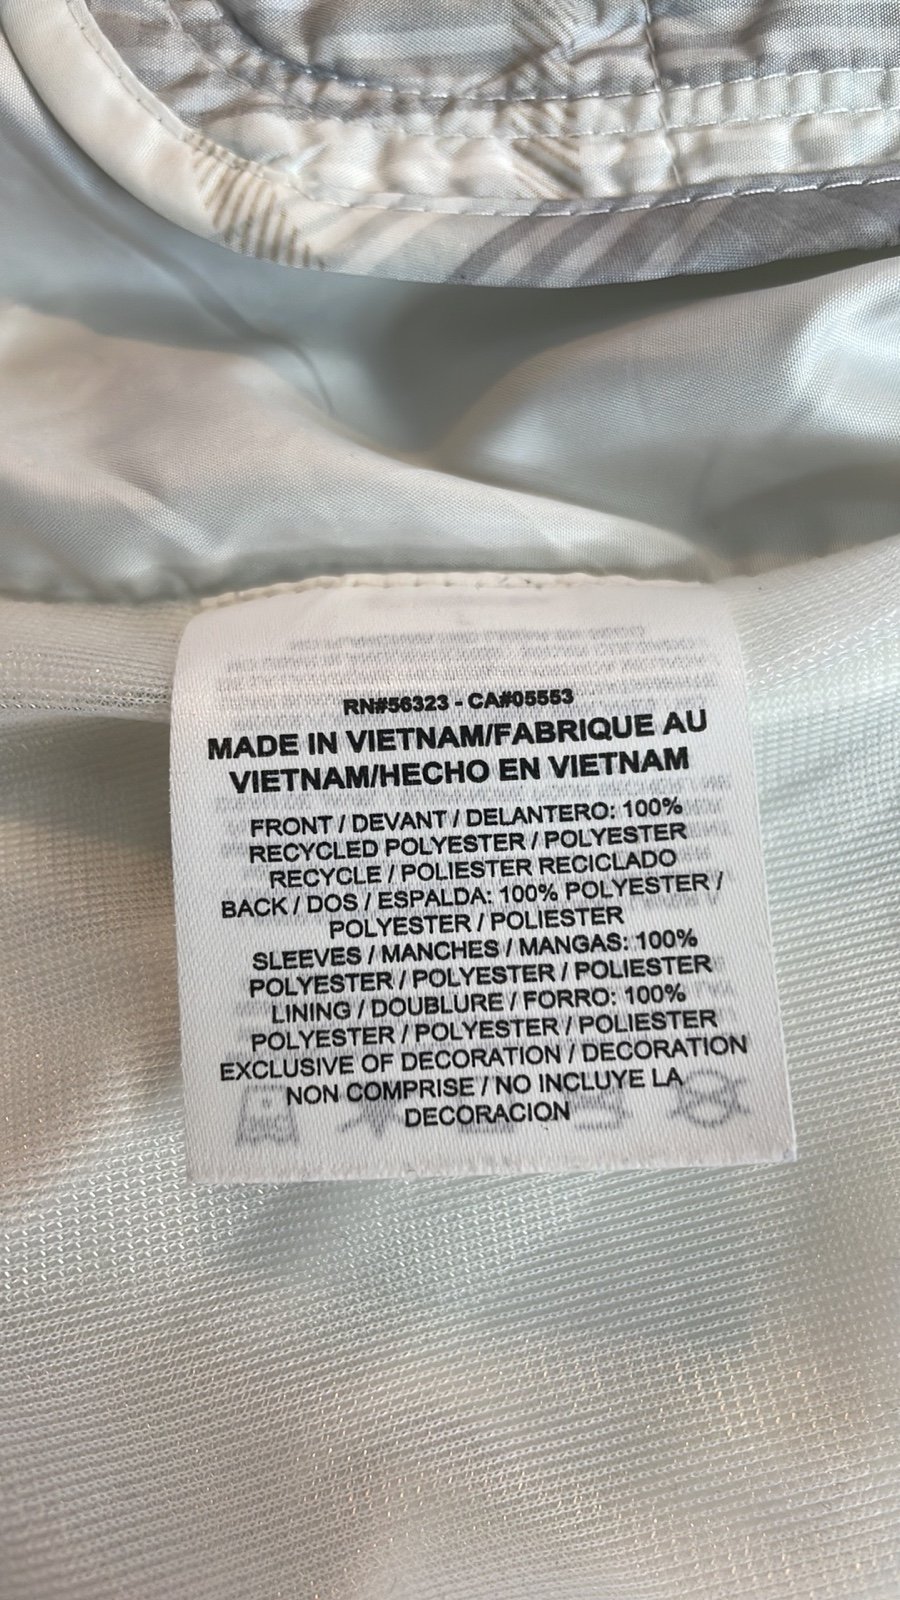 RN#56323 - CA#05553
MADE IN VIETNAM/FABRIQUE AU
VIETNAM/HECHO EN VIETNAM
FRONT / DEVANT / DELANTERO: 100%
RECYCLED POLYESTER / POLYESTER
RECYCLE / POLIESTER RECICLADO
BACK / DOS / ESPALDA: 100% POLYESTER /
POLYESTER / POLIESTER
SLEEVES / MANCHES / MANGAS: 100%
POLYESTER / POLYESTER / POLIESTER
LINING / DOUBLURE / FORRO: 100%
POLYESTER / POLYESTER / POLIESTER
EXCLUSIVE OF DECORATION / DECORATION
NON COMPRISE / NO INCLUYE LA
DECORACION